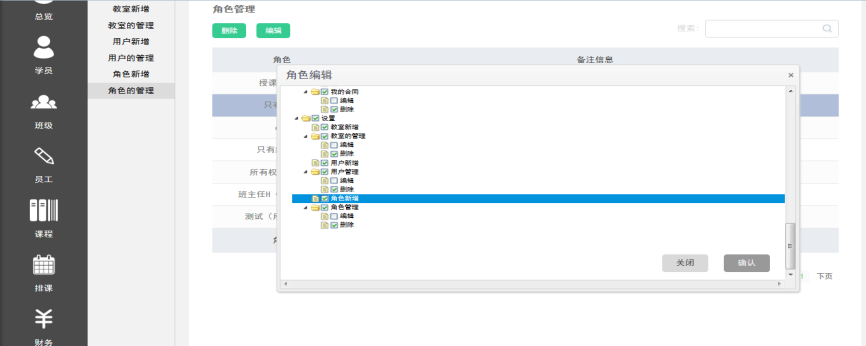 总览
学员
班级
员工
课程
排课
财务
教室新增
教室的管理
用户新增
用户的管理
角色新增
角色的管理
角色管理
删除
编辑
搜索:
角色
备注信息
授课
只有
所有权
班主任H
测试
下页
角色编辑
×
我的合同
编辑
删除
设置
教室新增
教室的管理
编辑
删除
用户新增
用户管理
编辑
删除
角色新增
角色管理
编辑
删除
关闭
确认